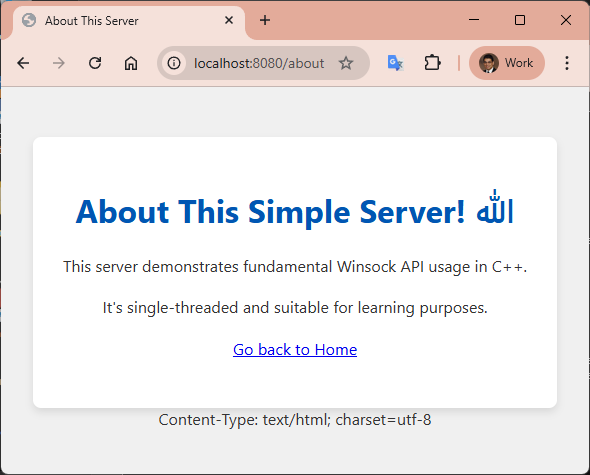 About This Server
localhost:8080/about
Work
About This Simple Server! الله
This server demonstrates fundamental Winsock API usage in C++.
It's single-threaded and suitable for learning purposes.
Go back to Home
Content-Type: text/html; charset=utf-8